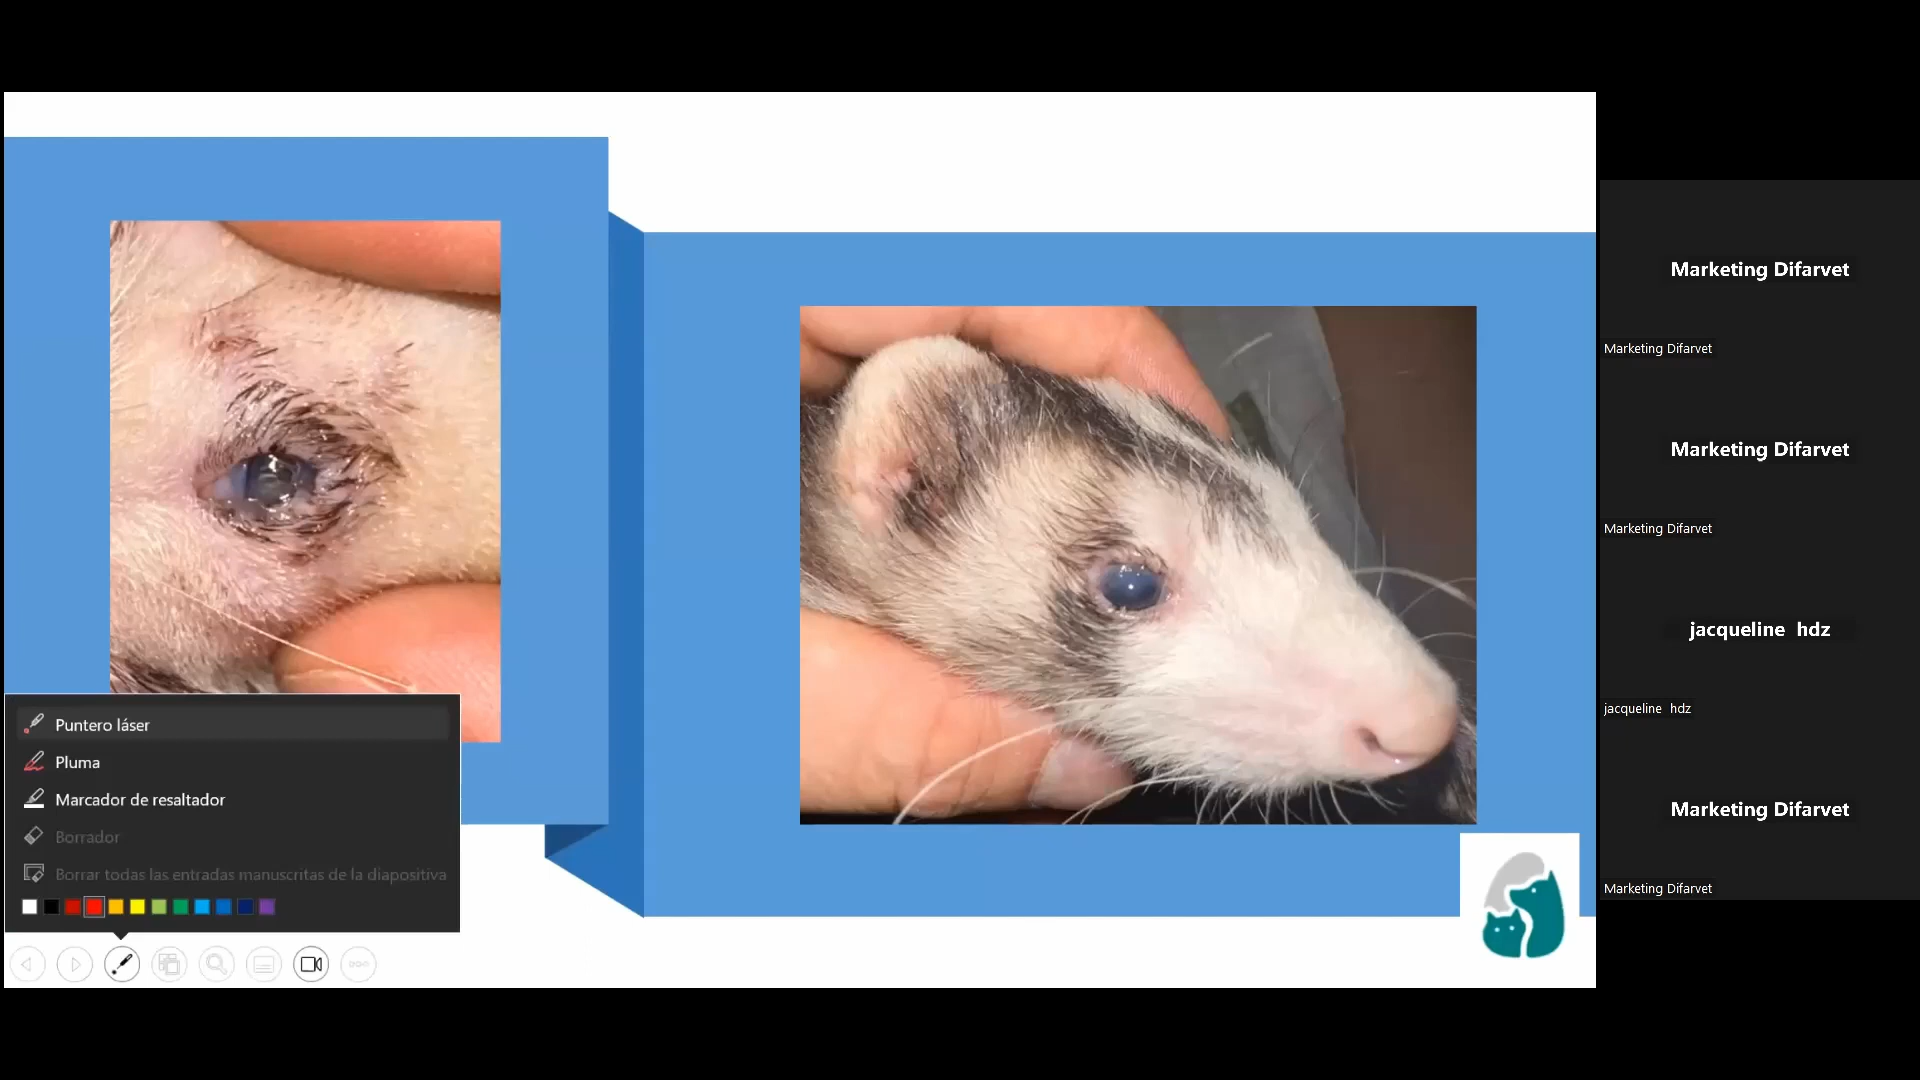 Puntero láser
Pluma
Marcador de resaltador
Borrador
Borrar todas las entradas manuscritas de la diapositiva
Marketing Difarvet
Marketing Difarvet
Marketing Difarvet
Marketing Difarvet
jacqueline hdz
jacqueline hdz
Marketing Difarvet
Marketing Difarvet